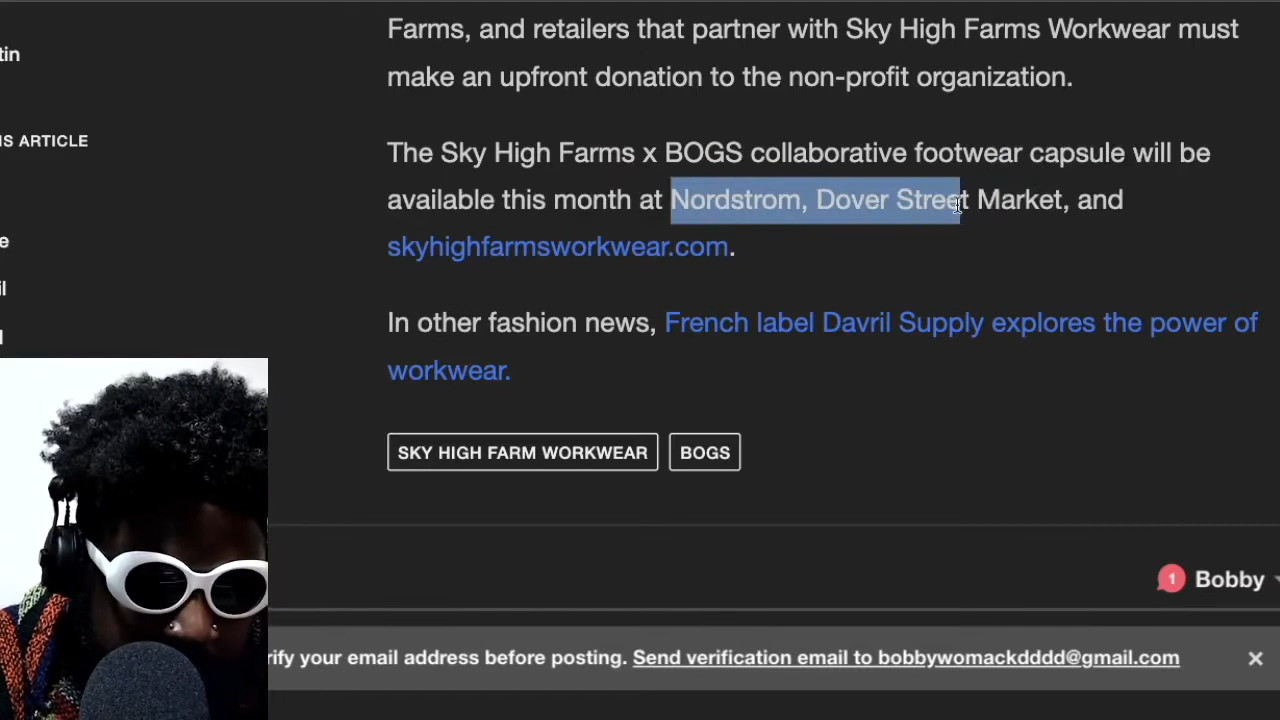 Farms, and retailers that partner with Sky High Farms Workwear must
tin
make an upfront donation to the non-profit organization.
IS ARTICLE
The Sky High Farms x BOGS collaborative footwear capsule will be
available this month at Nordstrom, Dover Street Market, and
e
skyhighfarmsworkwear.com.
il
In other fashion news, French label Davril Supply explores the power of
workwear.
SKY HIGH FARM WORKWEAR
BOGS
1
Bobby
rify your email address before posting. Send verification email to bobbywomackdddd@gmail.com
×